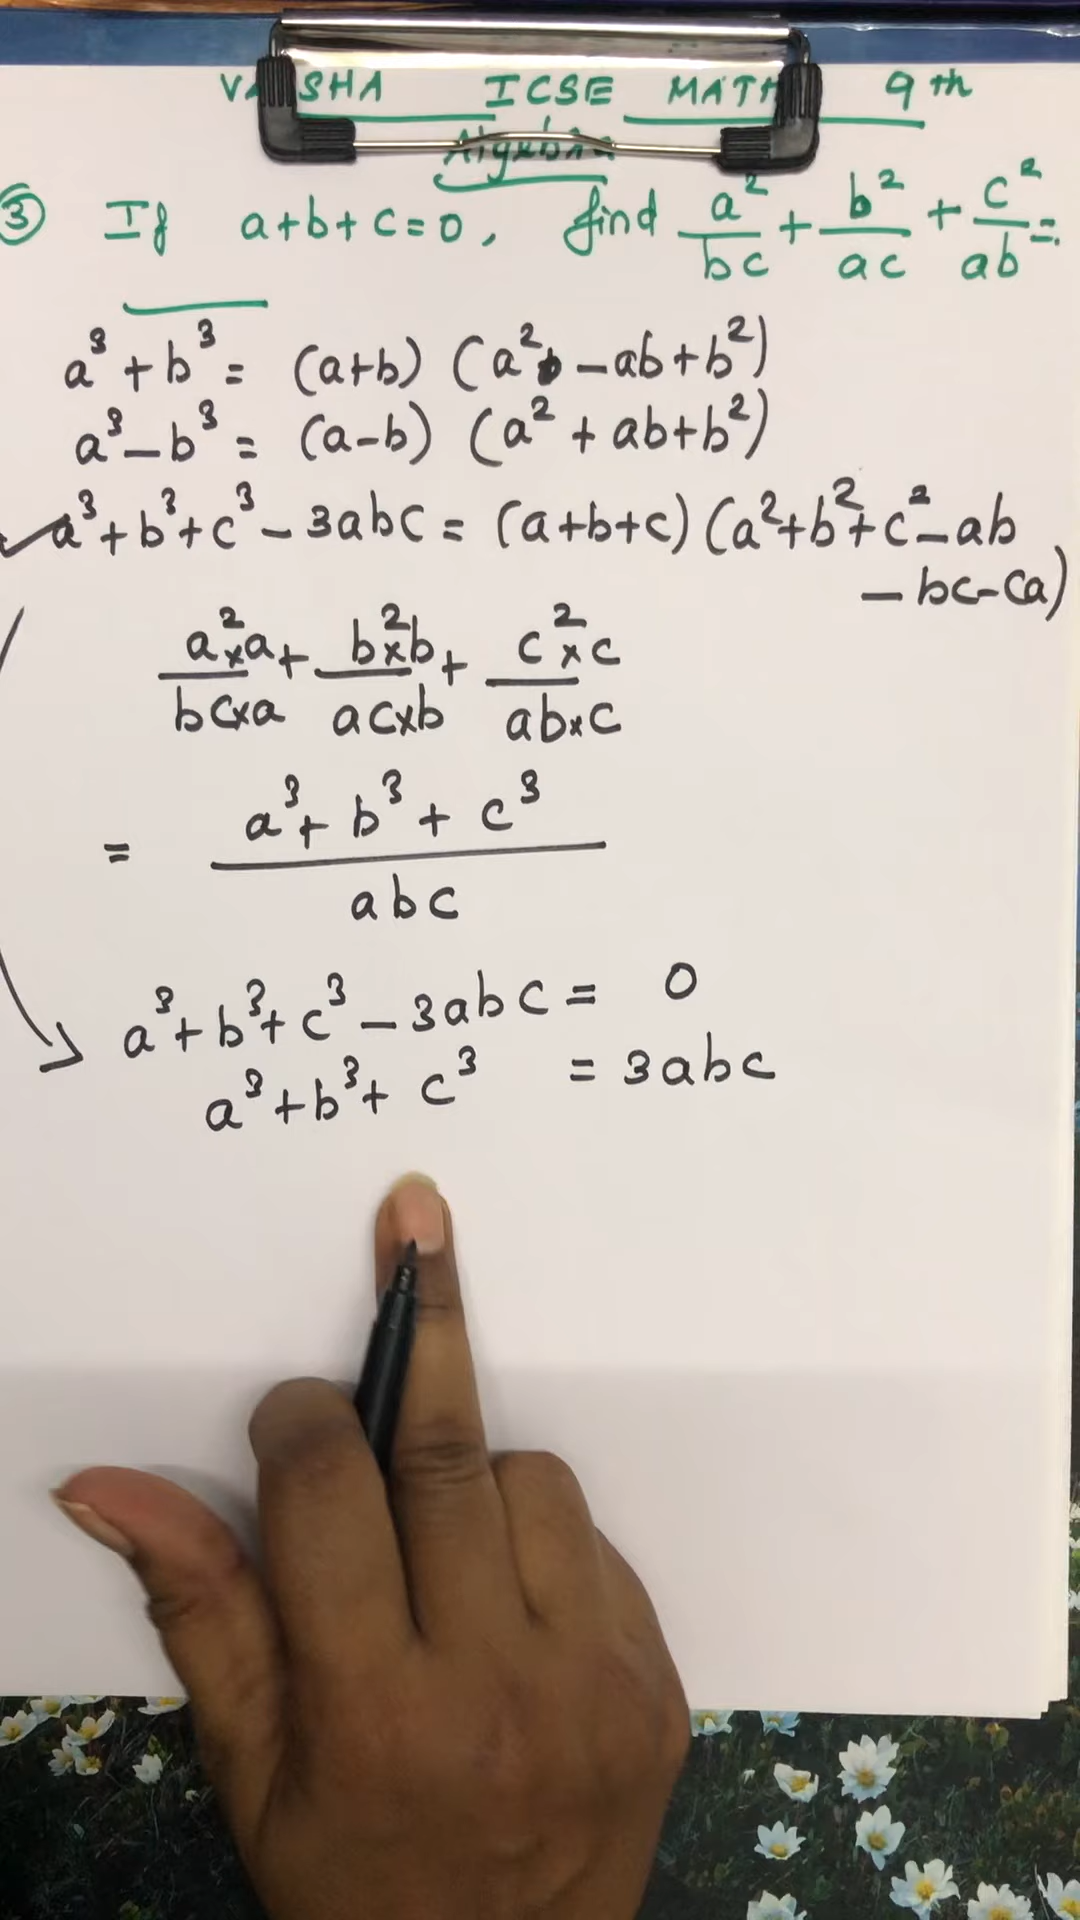 ICSE MATH 9th
Algebra
③ If a+b+c=0, find a²/bc + b²/ac + c²/ab =
a³+b³ = (a+b) (a² -ab+b²)
a³-b³ = (a-b) (a² + ab+b²)
a³+b³+c³-3abc = (a+b+c) (a²+b²+c²-ab
-bc-ca)
a²×a/bc×a + b²×b/ac×b + c²×c/ab×c
= a³+b³+c³/abc
a³+b³+c³-3abc = 0
a³+b³+c³ = 3abc